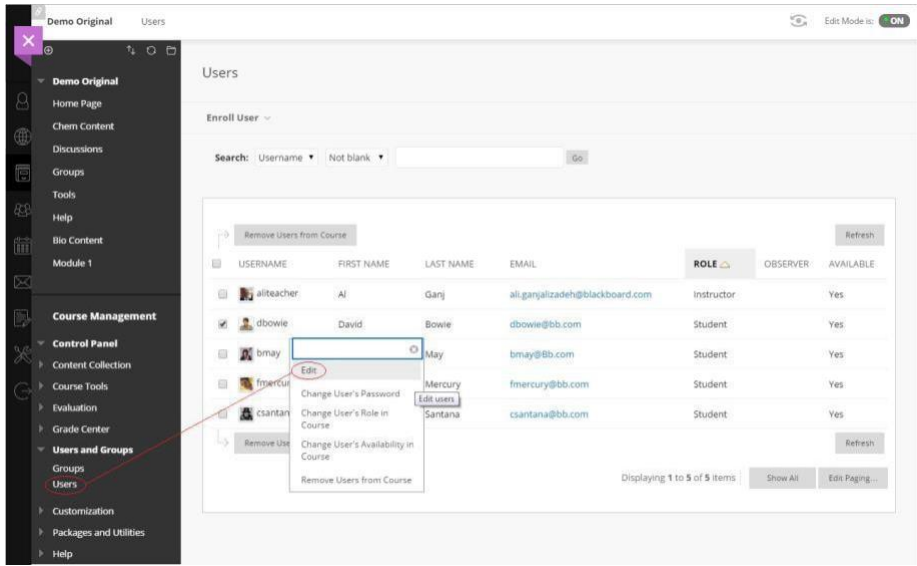 Demo Original Users Edit Mode is: ON
Demo Original
Home Page
Chem Content
Discussions
Groups
Tools
Help
Bio Content
Module 1
Course Management
Control Panel
Content Collection
Course Tools
Evaluation
Grade Center
Users and Groups
Groups
Users
Customization
Packages and Utilities
Help
Users
Enroll User
Search: Username Not blank Go
Remove Users from Course Refresh
USERNAME FIRST NAME LAST NAME EMAIL ROLE OBSERVER AVAILABLE
aliteacher Al Ganj ali.ganjalizadeh@blackboard.com Instructor Yes
dbowie David Bowie dbowie@bb.com Student Yes
bmay May bmay@Bb.com Student Yes
fmercur Mercury fmercury@bb.com Student Yes
csantan Santana csantana@bb.com Student Yes
Edit
Change User's Password
Edit users
Change User's Role in
Course
Change User's Availability in
Course
Remove Users from Course
Remove Use Refresh
Displaying 1 to 5 of 5 items Show All Edit Paging...